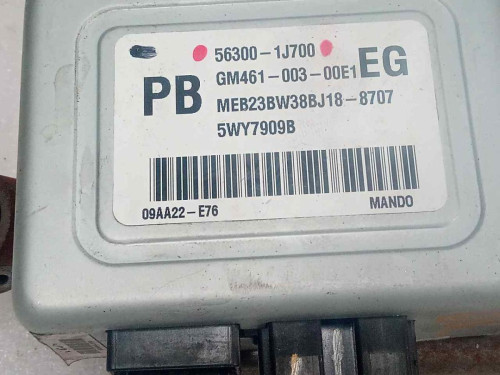 56300-1J700
PB GM461-003-00E1 EG
MEB23BW38BJ18-8707
5WY7909B
09AA22-E76 MANDO